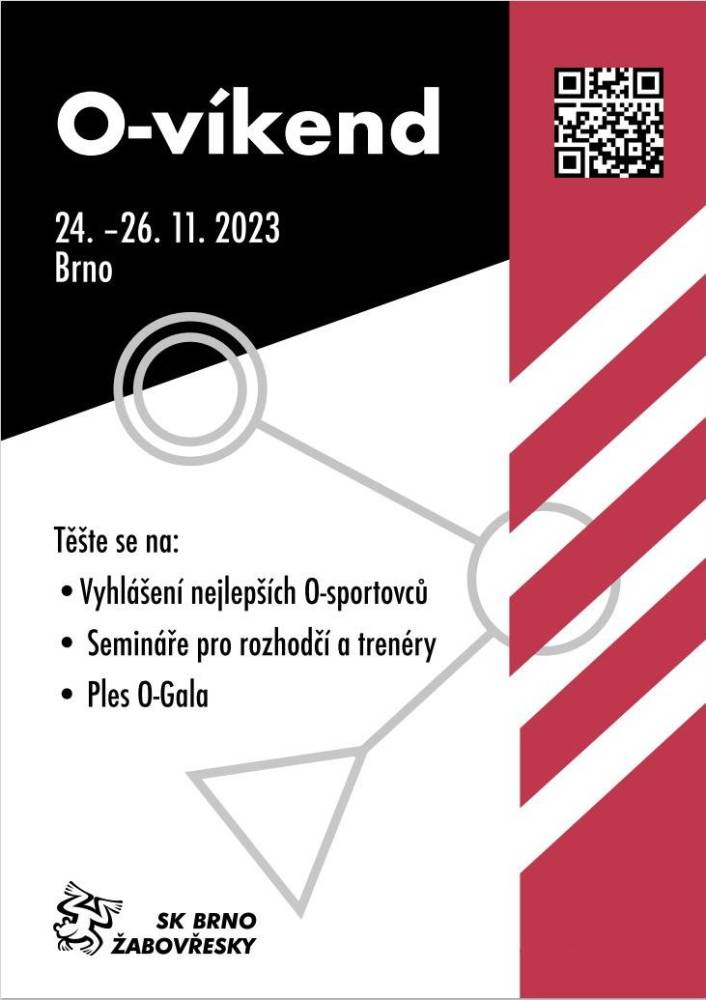 O-víkend
24. –26. 11. 2023
Brno
Těšte se na:
• Vyhlášení nejlepších O-sportovců
• Semináře pro rozhodčí a trenéry
• Ples O-Gala
SK BRNO
ŽABOVŘESKY